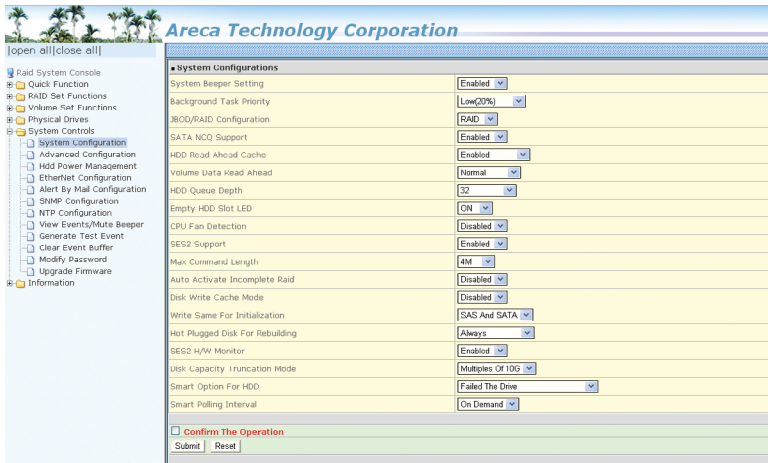 Areca Technology Corporation
|open all|close all|
Raid System Console
Quick Function
RAID Set Functions
Volume Set Functions
Physical Drives
System Controls
System Configuration
Advanced Configuration
Hdd Power Management
EtherNet Configuration
Alert By Mail Configuration
SNMP Configuration
NTP Configuration
View Events/Mute Beeper
Generate Test Event
Clear Event Buffer
Modify Password
Upgrade Firmware
Information
System Configurations
System Beeper Setting Enabled
Background Task Priority Low(20%)
JBOD/RAID Configuration RAID
SATA NCQ Support Enabled
HDD Read Ahead Cache Enabled
Volume Data Read Ahead Normal
HDD Queue Depth 32
Empty HDD Slot LED ON
CPU Fan Detection Disabled
SES2 Support Enabled
Max Command Length 4M
Auto Activate Incomplete Raid Disabled
Disk Write Cache Mode Disabled
Write Same For Initialization SAS And SATA
Hot Plugged Disk For Rebuilding Always
SES2 H/W Monitor Enabled
Disk Capacity Truncation Mode Multiples Of 10G
Smart Option For HDD Failed The Drive
Smart Polling Interval On Demand
Confirm The Operation
Submit Reset